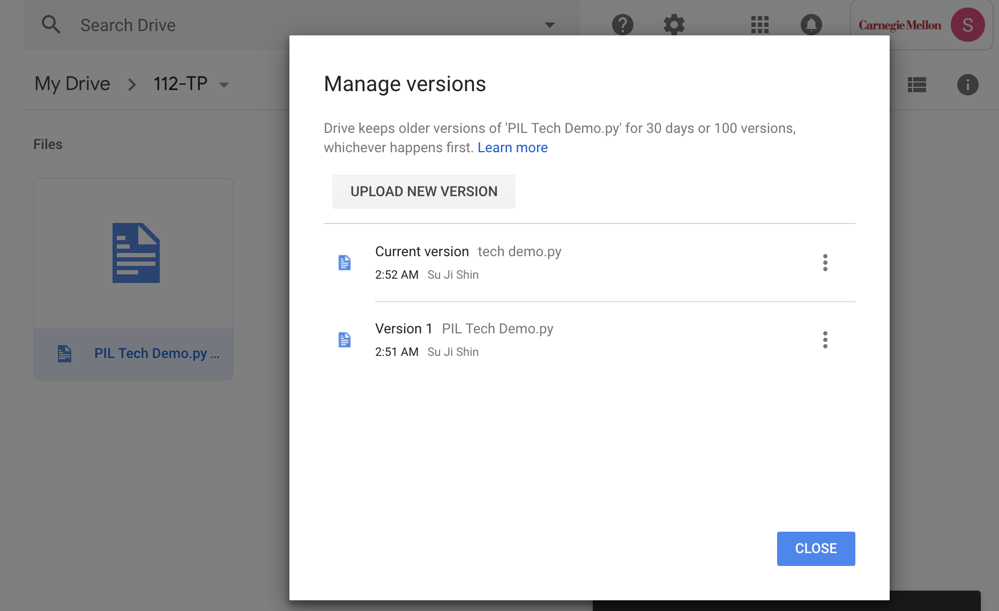 Search Drive
Carnegie Mellon
S
My Drive > 112-TP
Files
PIL Tech Demo.py ...
Manage versions
Drive keeps older versions of 'PIL Tech Demo.py' for 30 days or 100 versions,
whichever happens first. Learn more
UPLOAD NEW VERSION
Current version tech demo.py
2:52 AM Su Ji Shin
Version 1 PIL Tech Demo.py
2:51 AM Su Ji Shin
CLOSE